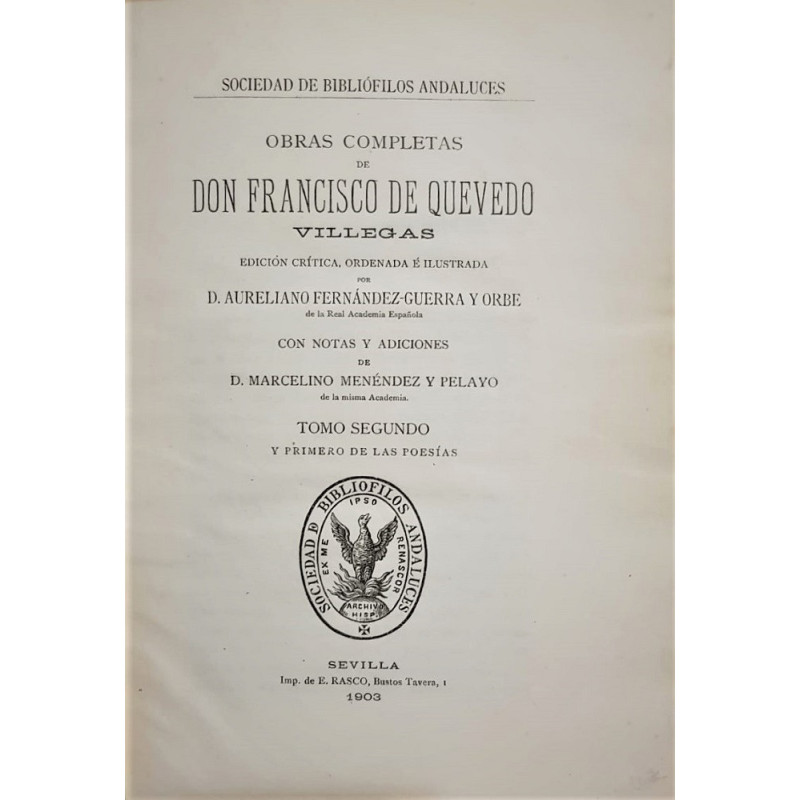 SOCIEDAD DE BIBLIÓFILOS ANDALUCES
OBRAS COMPLETAS
DE
DON FRANCISCO DE QUEVEDO
VILLEGAS
EDICIÓN CRÍTICA, ORDENADA É ILUSTRADA
POR
D. AURELIANO FERNÁNDEZ-GUERRA Y ORBE
de la Real Academia Española
CON NOTAS Y ADICIONES
DE
D. MARCELINO MENÉNDEZ Y PELAYO
de la misma Academia.
TOMO SEGUNDO
Y PRIMERO DE LAS POESÍAS
SOCIEDAD DE BIBLIOFILOS ANDALUCES
EX ME IPSO RENASCOR
ARCHIVO
HISP.
SEVILLA
Imp. de E. RASCO, Bustos Tavera, 1
1903